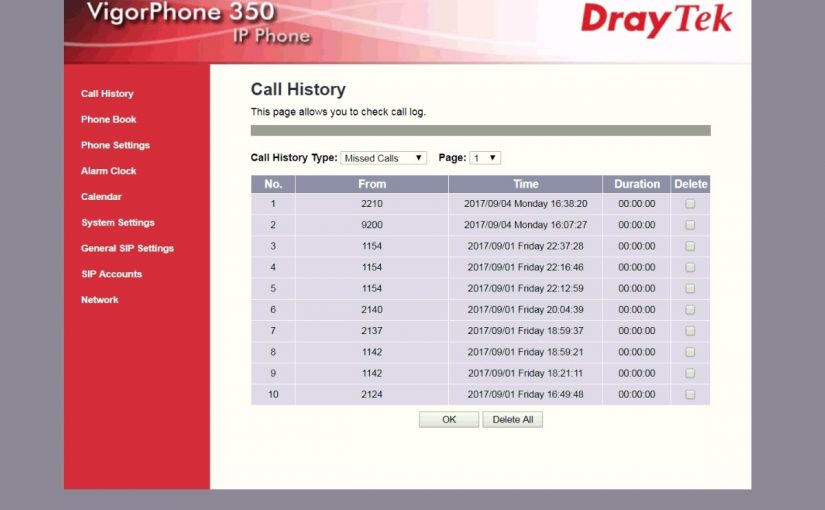 VigorPhone 350
IP Phone
DrayTek
Call History
Phone Book
Phone Settings
Alarm Clock
Calendar
System Settings
General SIP Settings
SIP Accounts
Network
Call History
This page allows you to check call log.
Call History Type: Missed Calls Page: 1
No. From Time Duration Delete
1 2210 2017/09/04 Monday 16:38:20 00:00:00
2 9200 2017/09/04 Monday 16:07:27 00:00:00
3 1154 2017/09/01 Friday 22:37:28 00:00:00
4 1154 2017/09/01 Friday 22:16:46 00:00:00
5 1154 2017/09/01 Friday 22:12:59 00:00:00
6 2140 2017/09/01 Friday 20:04:39 00:00:00
7 2137 2017/09/01 Friday 18:59:37 00:00:00
8 1142 2017/09/01 Friday 18:59:21 00:00:00
9 1142 2017/09/01 Friday 18:21:11 00:00:00
10 2124 2017/09/01 Friday 16:49:48 00:00:00
OK Delete All